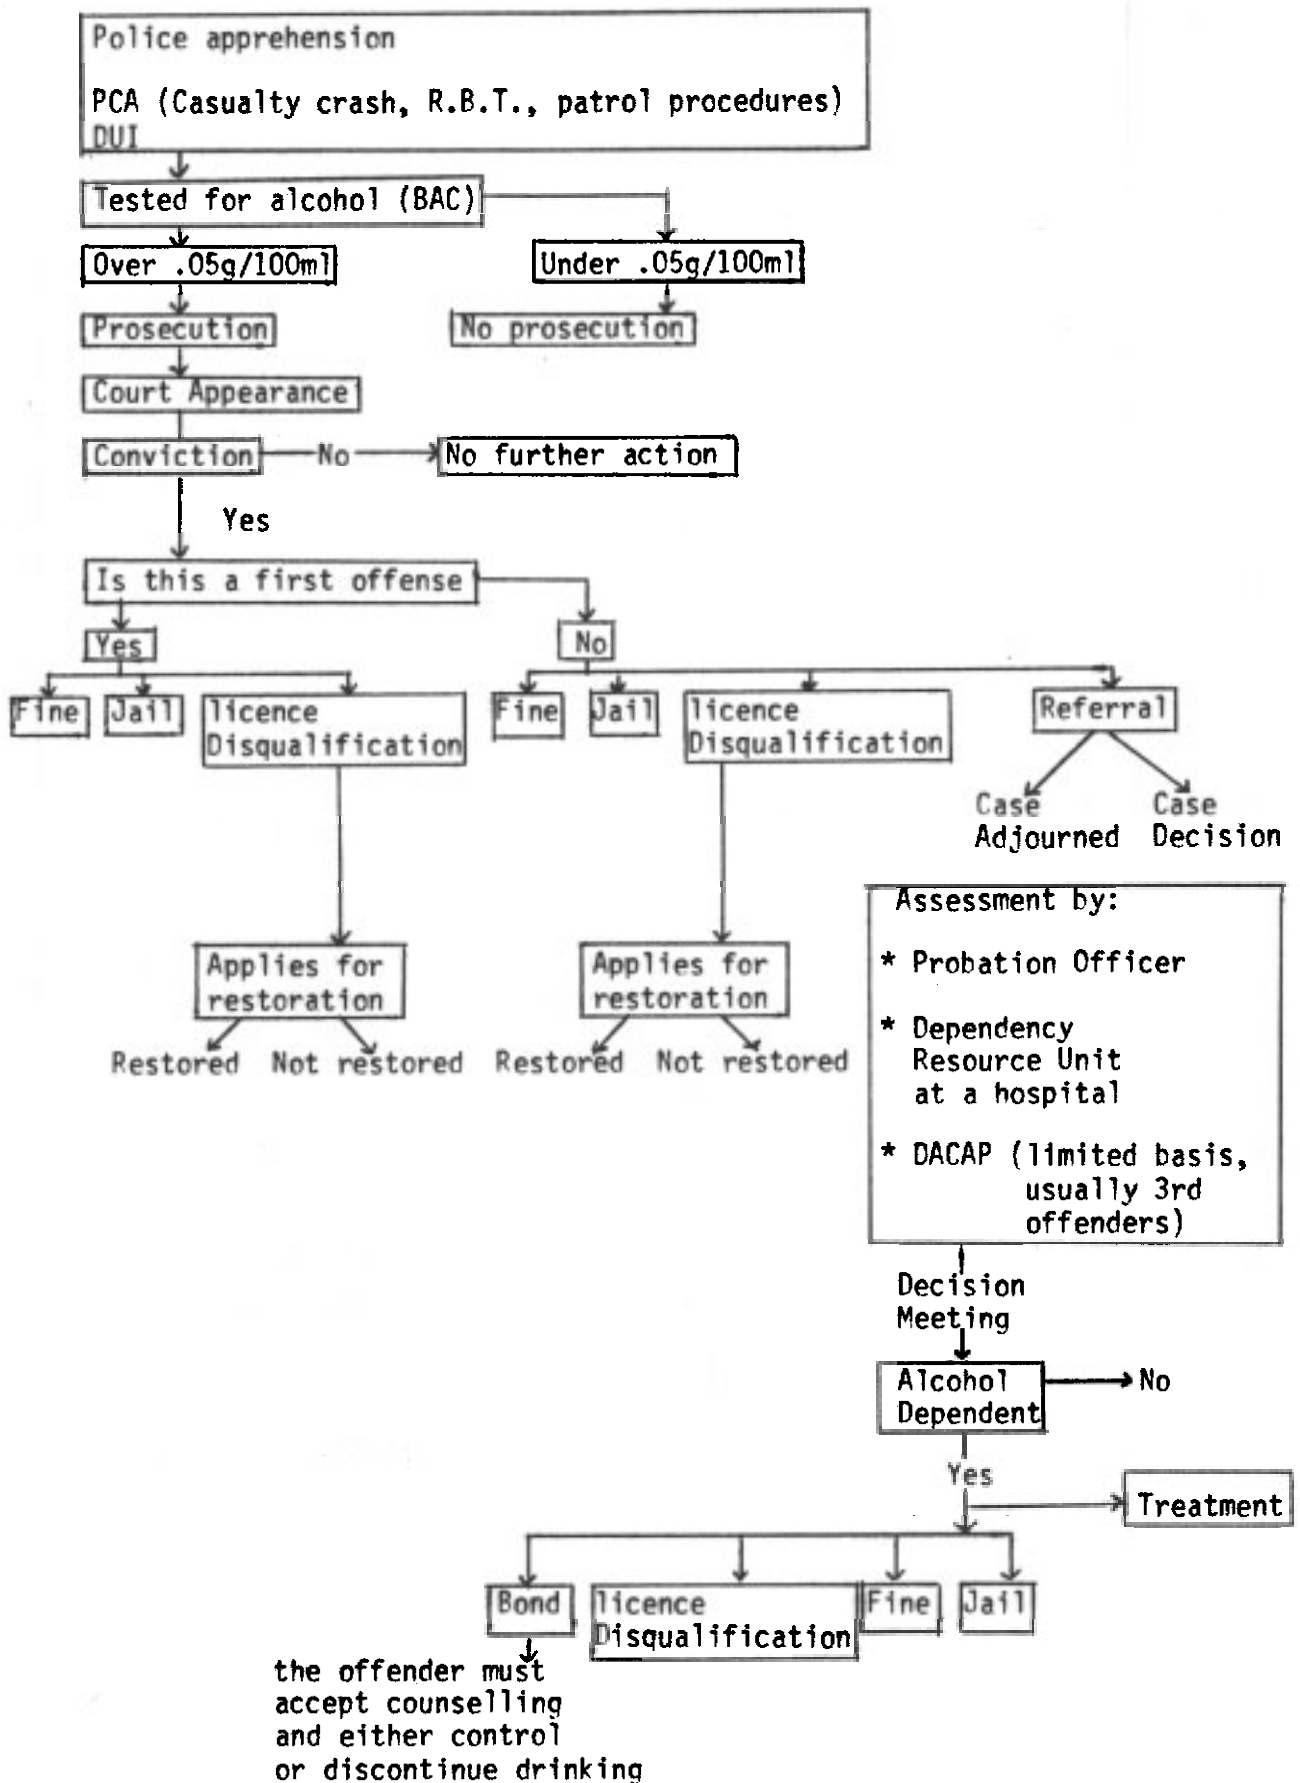 Police apprehension
PCA (Casualty crash, R.B.T., patrol procedures)
DUI
Tested for alcohol (BAC)
Over .05g/100ml
Under .05g/100ml
Prosecution
No prosecution
Court Appearance
Conviction
No
No further action
Yes
Is this a first offense
Yes
No
Fine
Jail
licence
Disqualification
Fine
Jail
licence
Disqualification
Referral
Case
Adjourned
Case
Decision
Applies for
restoration
Restored
Not restored
Applies for
restoration
Restored
Not restored
Assessment by:
* Probation Officer
* Dependency
Resource Unit
at a hospital
* DACAP (limited basis,
usually 3rd
offenders)
Decision
Meeting
Alcohol
Dependent
No
Yes
Treatment
Bond
licence
Disqualification
Fine
Jail
the offender must
accept counselling
and either control
or discontinue drinking